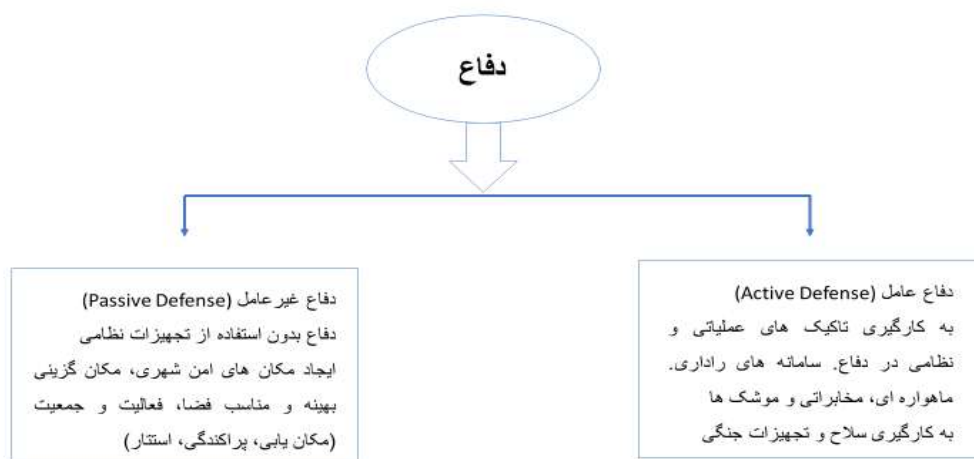 دفاع
دفاع عامل (Active Defense)
به کارگیری تاکیک های عملیاتی و
نظامی در دفاع. سامانه های راداری.
ماهواره ای، مخابراتی و موشک ها
به کارگیری سلاح و تجهیزات جنگی
دفاع غیرعامل (Passive Defense)
دفاع بدون استفاده از تجهیزات نظامی
ایجاد مکان های امن شهری، مکان گزینی
بهینه و مناسب فضا، فعالیت و جمعیت
(مکان یابی، پراکندگی، استتار)